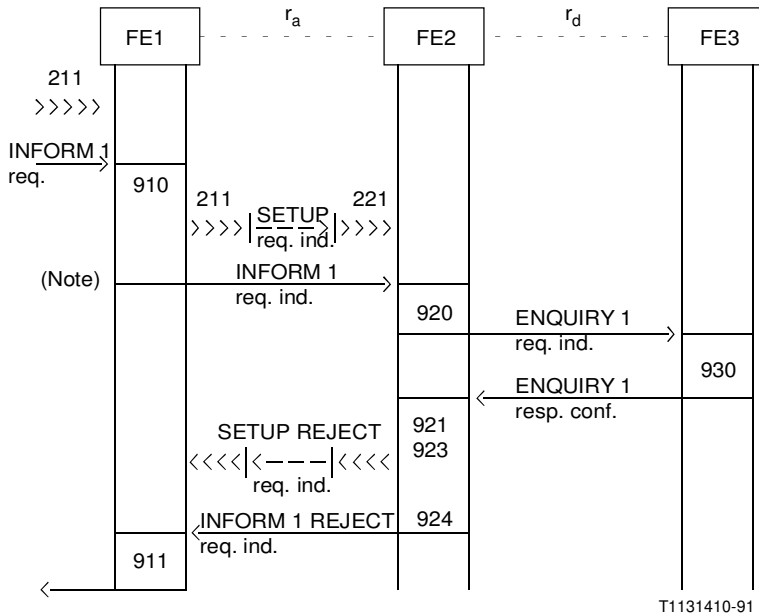 FE1 r_a FE2 r_d FE3
211
INFORM 1
req.
910
211 221
SETUP
req. ind.
(Note)
INFORM 1
req. ind.
920
ENQUIRY 1
req. ind.
930
ENQUIRY 1
resp. conf.
921
SETUP REJECT
923
req. ind.
INFORM 1 REJECT 924
req. ind.
911
T1131410-91